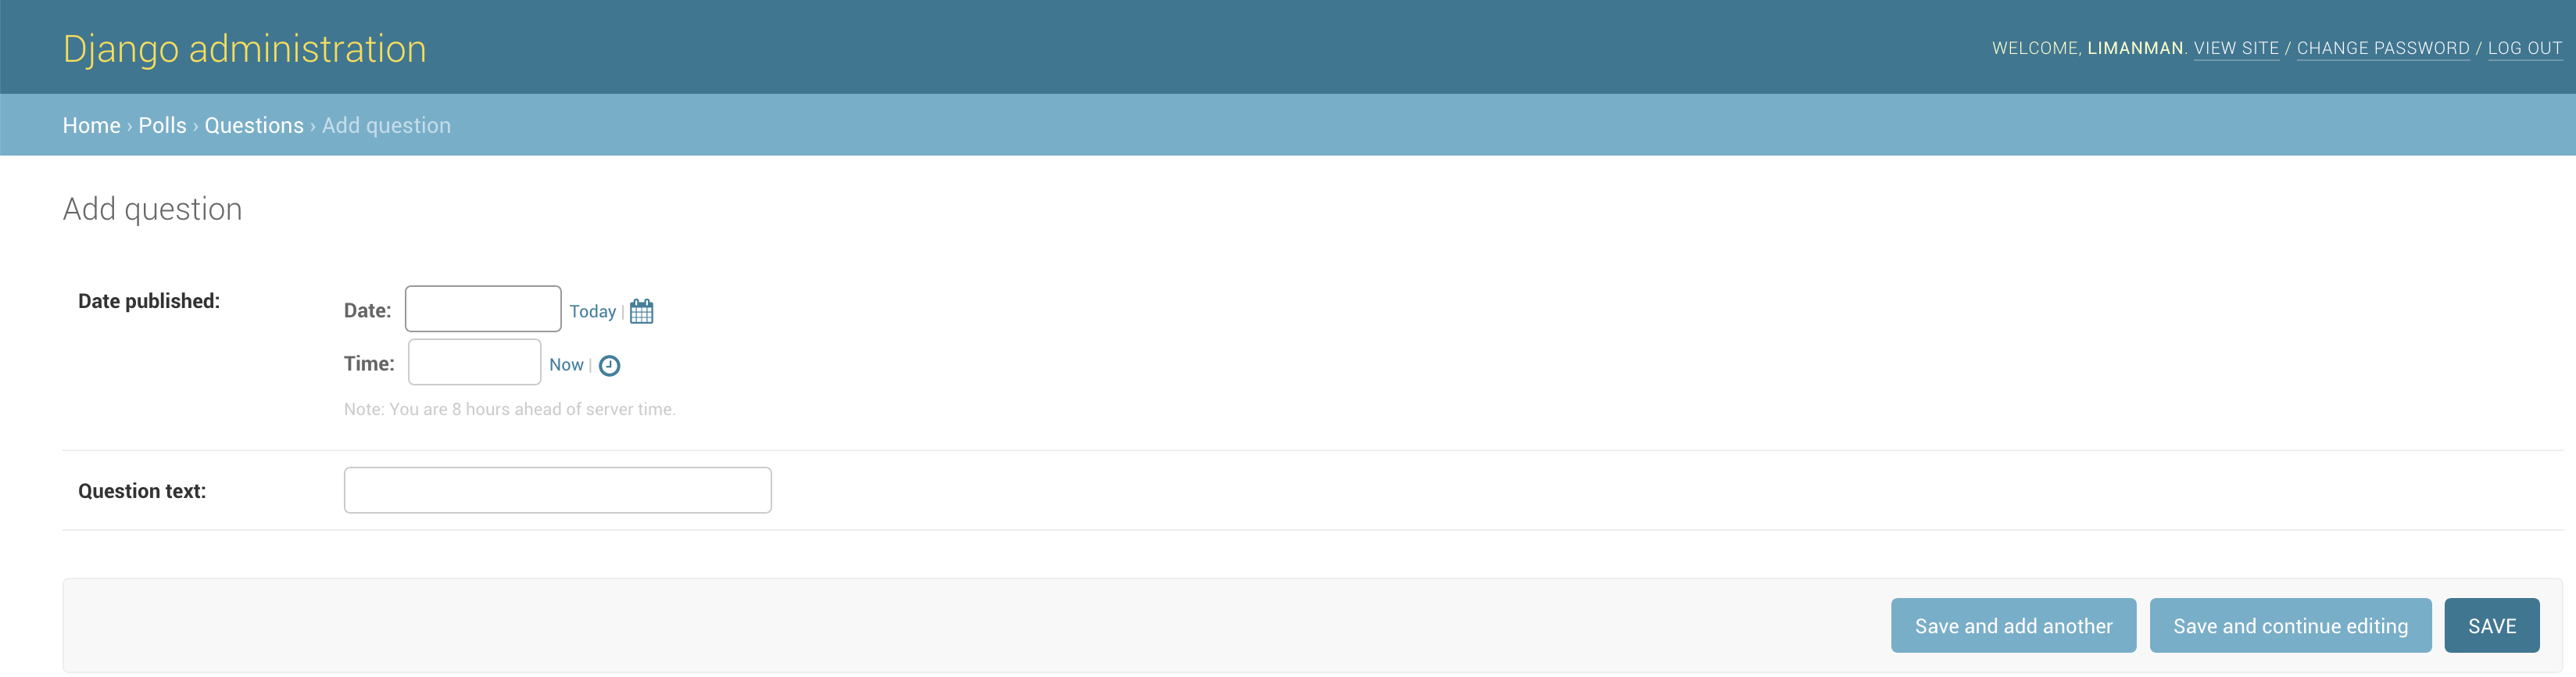 Django administration
WELCOME, LIMANMAN. VIEW SITE / CHANGE PASSWORD / LOG OUT
Home › Polls › Questions › Add question
Add question
Date published:
Date: Today |
Time: Now |
Note: You are 8 hours ahead of server time.
Question text:
Save and add another
Save and continue editing
SAVE